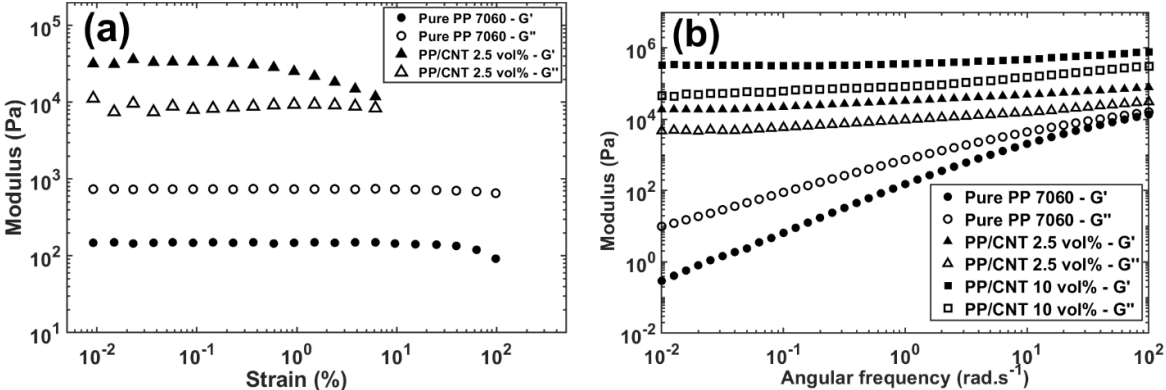 (a)
Pure PP 7060 - G'
Pure PP 7060 - G''
PP/CNT 2.5 vol% - G'
PP/CNT 2.5 vol% - G''
Modulus (Pa)
10^5
10^4
10^3
10^2
10^1
10^-2
10^-1
10^0
10^1
10^2
Strain (%)
(b)
Modulus (Pa)
10^6
10^4
10^2
10^0
10^-2
Pure PP 7060 - G'
Pure PP 7060 - G''
PP/CNT 2.5 vol% - G'
PP/CNT 2.5 vol% - G''
PP/CNT 10 vol% - G'
PP/CNT 10 vol% - G''
10^-2
10^-1
10^0
10^1
10^2
Angular frequency (rad.s^-1)